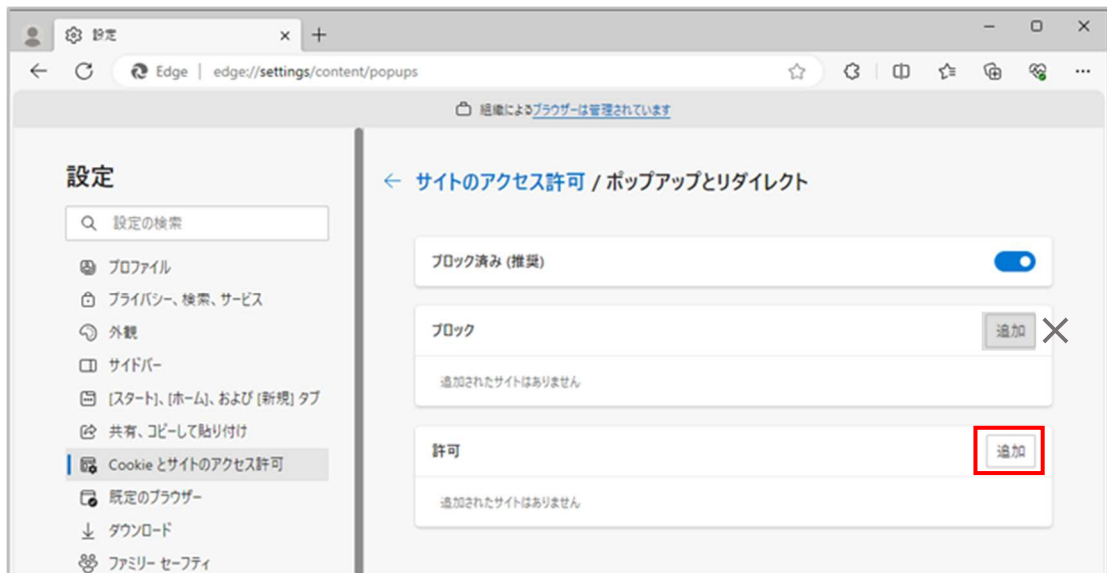 設定
Edge | edge://settings/content/popups
組織によるブラウザーは管理されています
設定
設定の検索
プロファイル
プライバシー、検索、サービス
外観
サイドバー
[スタート]、[ホーム]、および [新規] タブ
共有、コピーして貼り付け
Cookie とサイトのアクセス許可
既定のブラウザー
ダウンロード
ファミリー セーフティ
サイトのアクセス許可 / ポップアップとリダイレクト
ブロック済み (推奨)
ブロック
追加
追加されたサイトはありません
許可
追加
追加されたサイトはありません